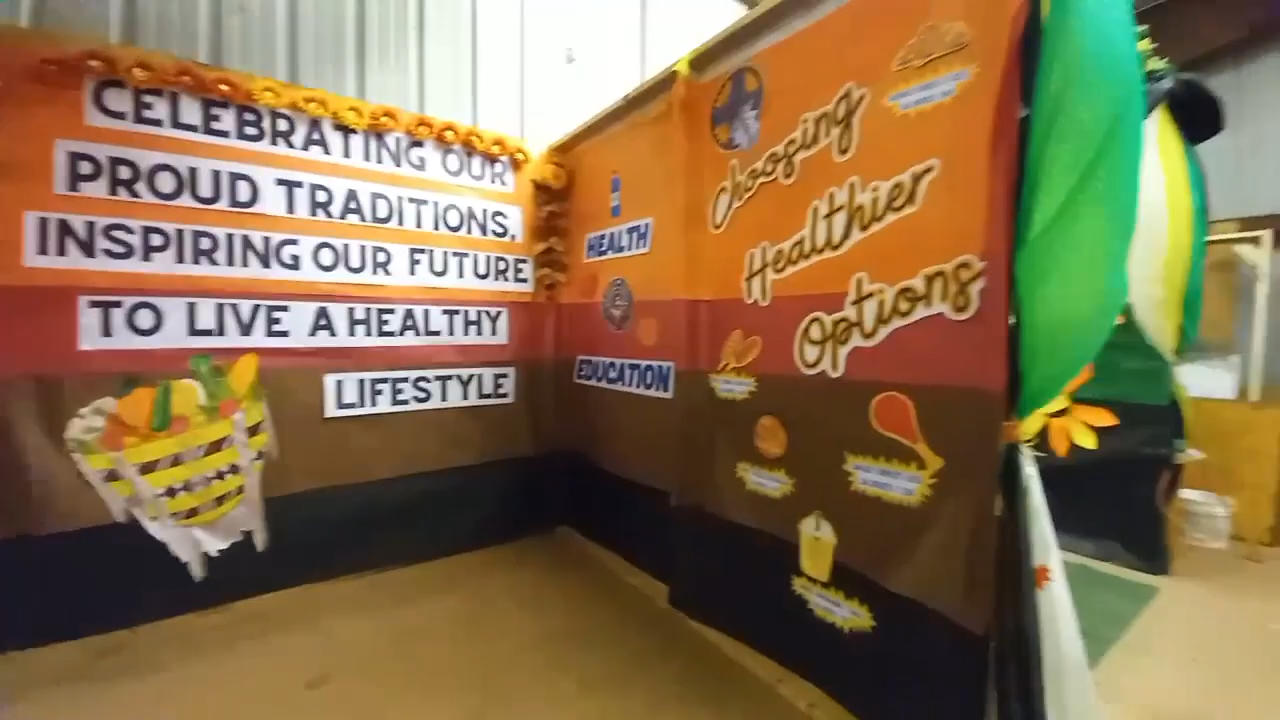 CELEBRATING OUR
PROUD TRADITIONS,
INSPIRING OUR FUTURE
TO LIVE A HEALTHY
LIFESTYLE
HEALTH
EDUCATION
Choosing
Healthier
Options